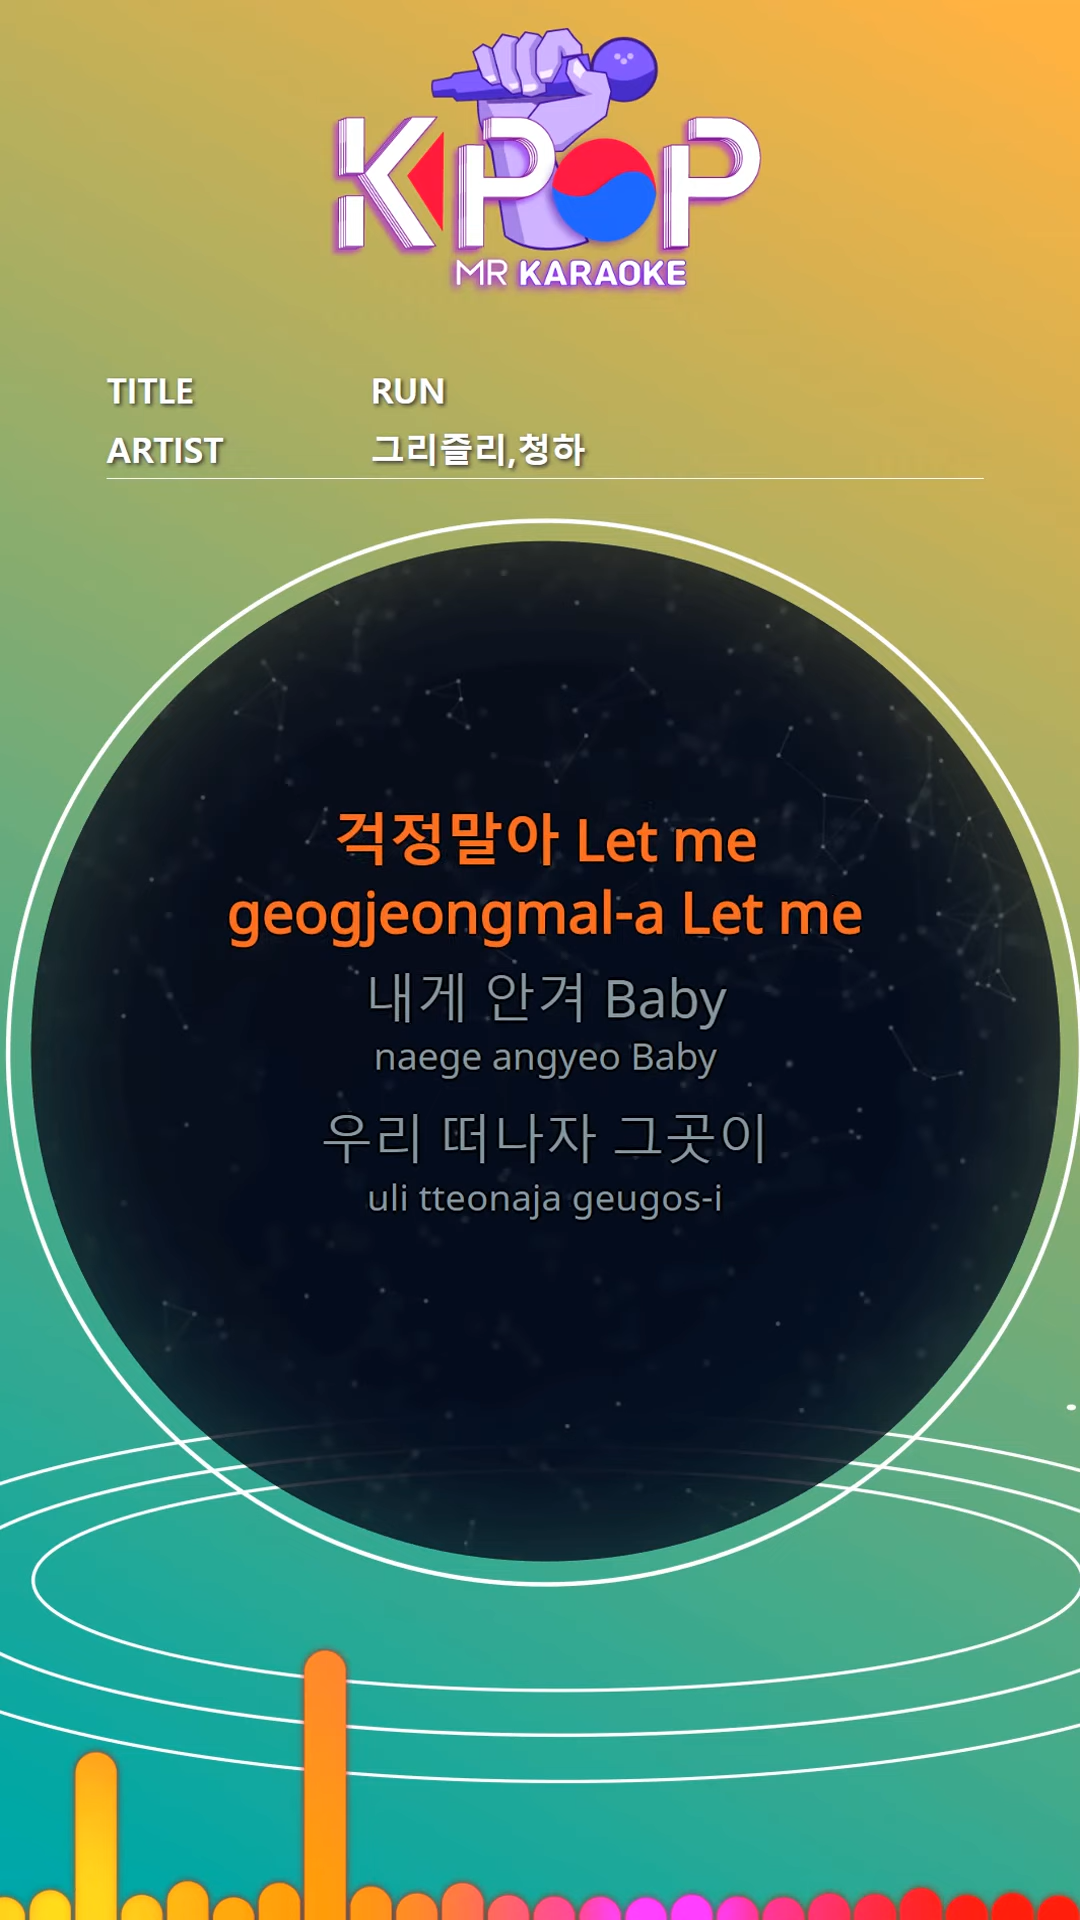 KPOP
MR KARAOKE
TITLE RUN
ARTIST 그리즐리,청하
걱정말아 Let me
geogjeongmal-a Let me
내게 안겨 Baby
naege angyeo Baby
우리 떠나자 그곳이
uli tteonaja geugos-i